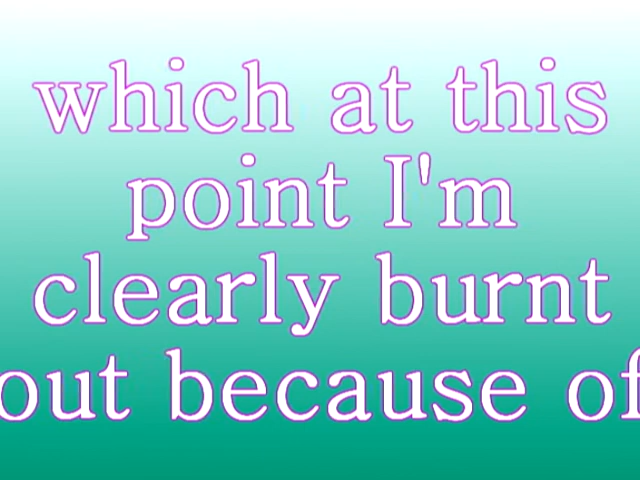 which at this
point I'm
clearly burnt
out because of